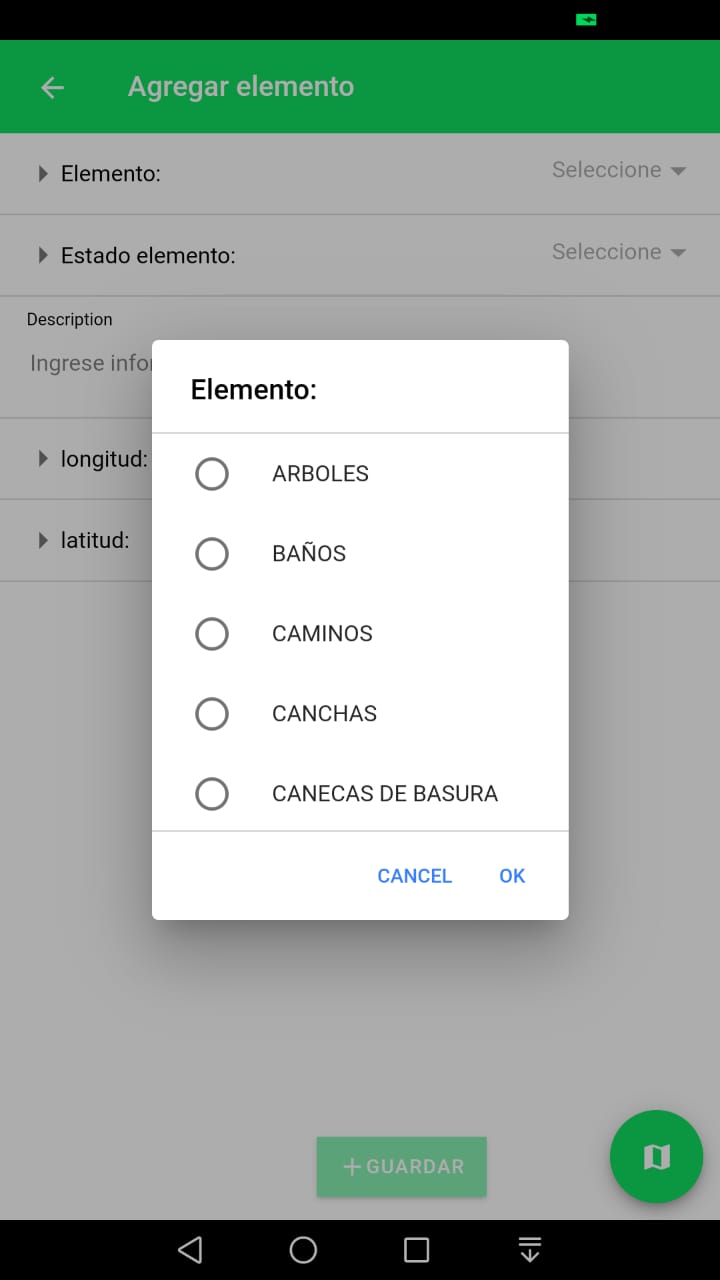 Agregar elemento
Elemento:
Seleccione
Estado elemento:
Seleccione
Description
Ingrese
longitud:
latitud:
Elemento:
ARBOLES
BAÑOS
CAMINOS
CANCHAS
CANECAS DE BASURA
CANCEL
OK
GUARDAR